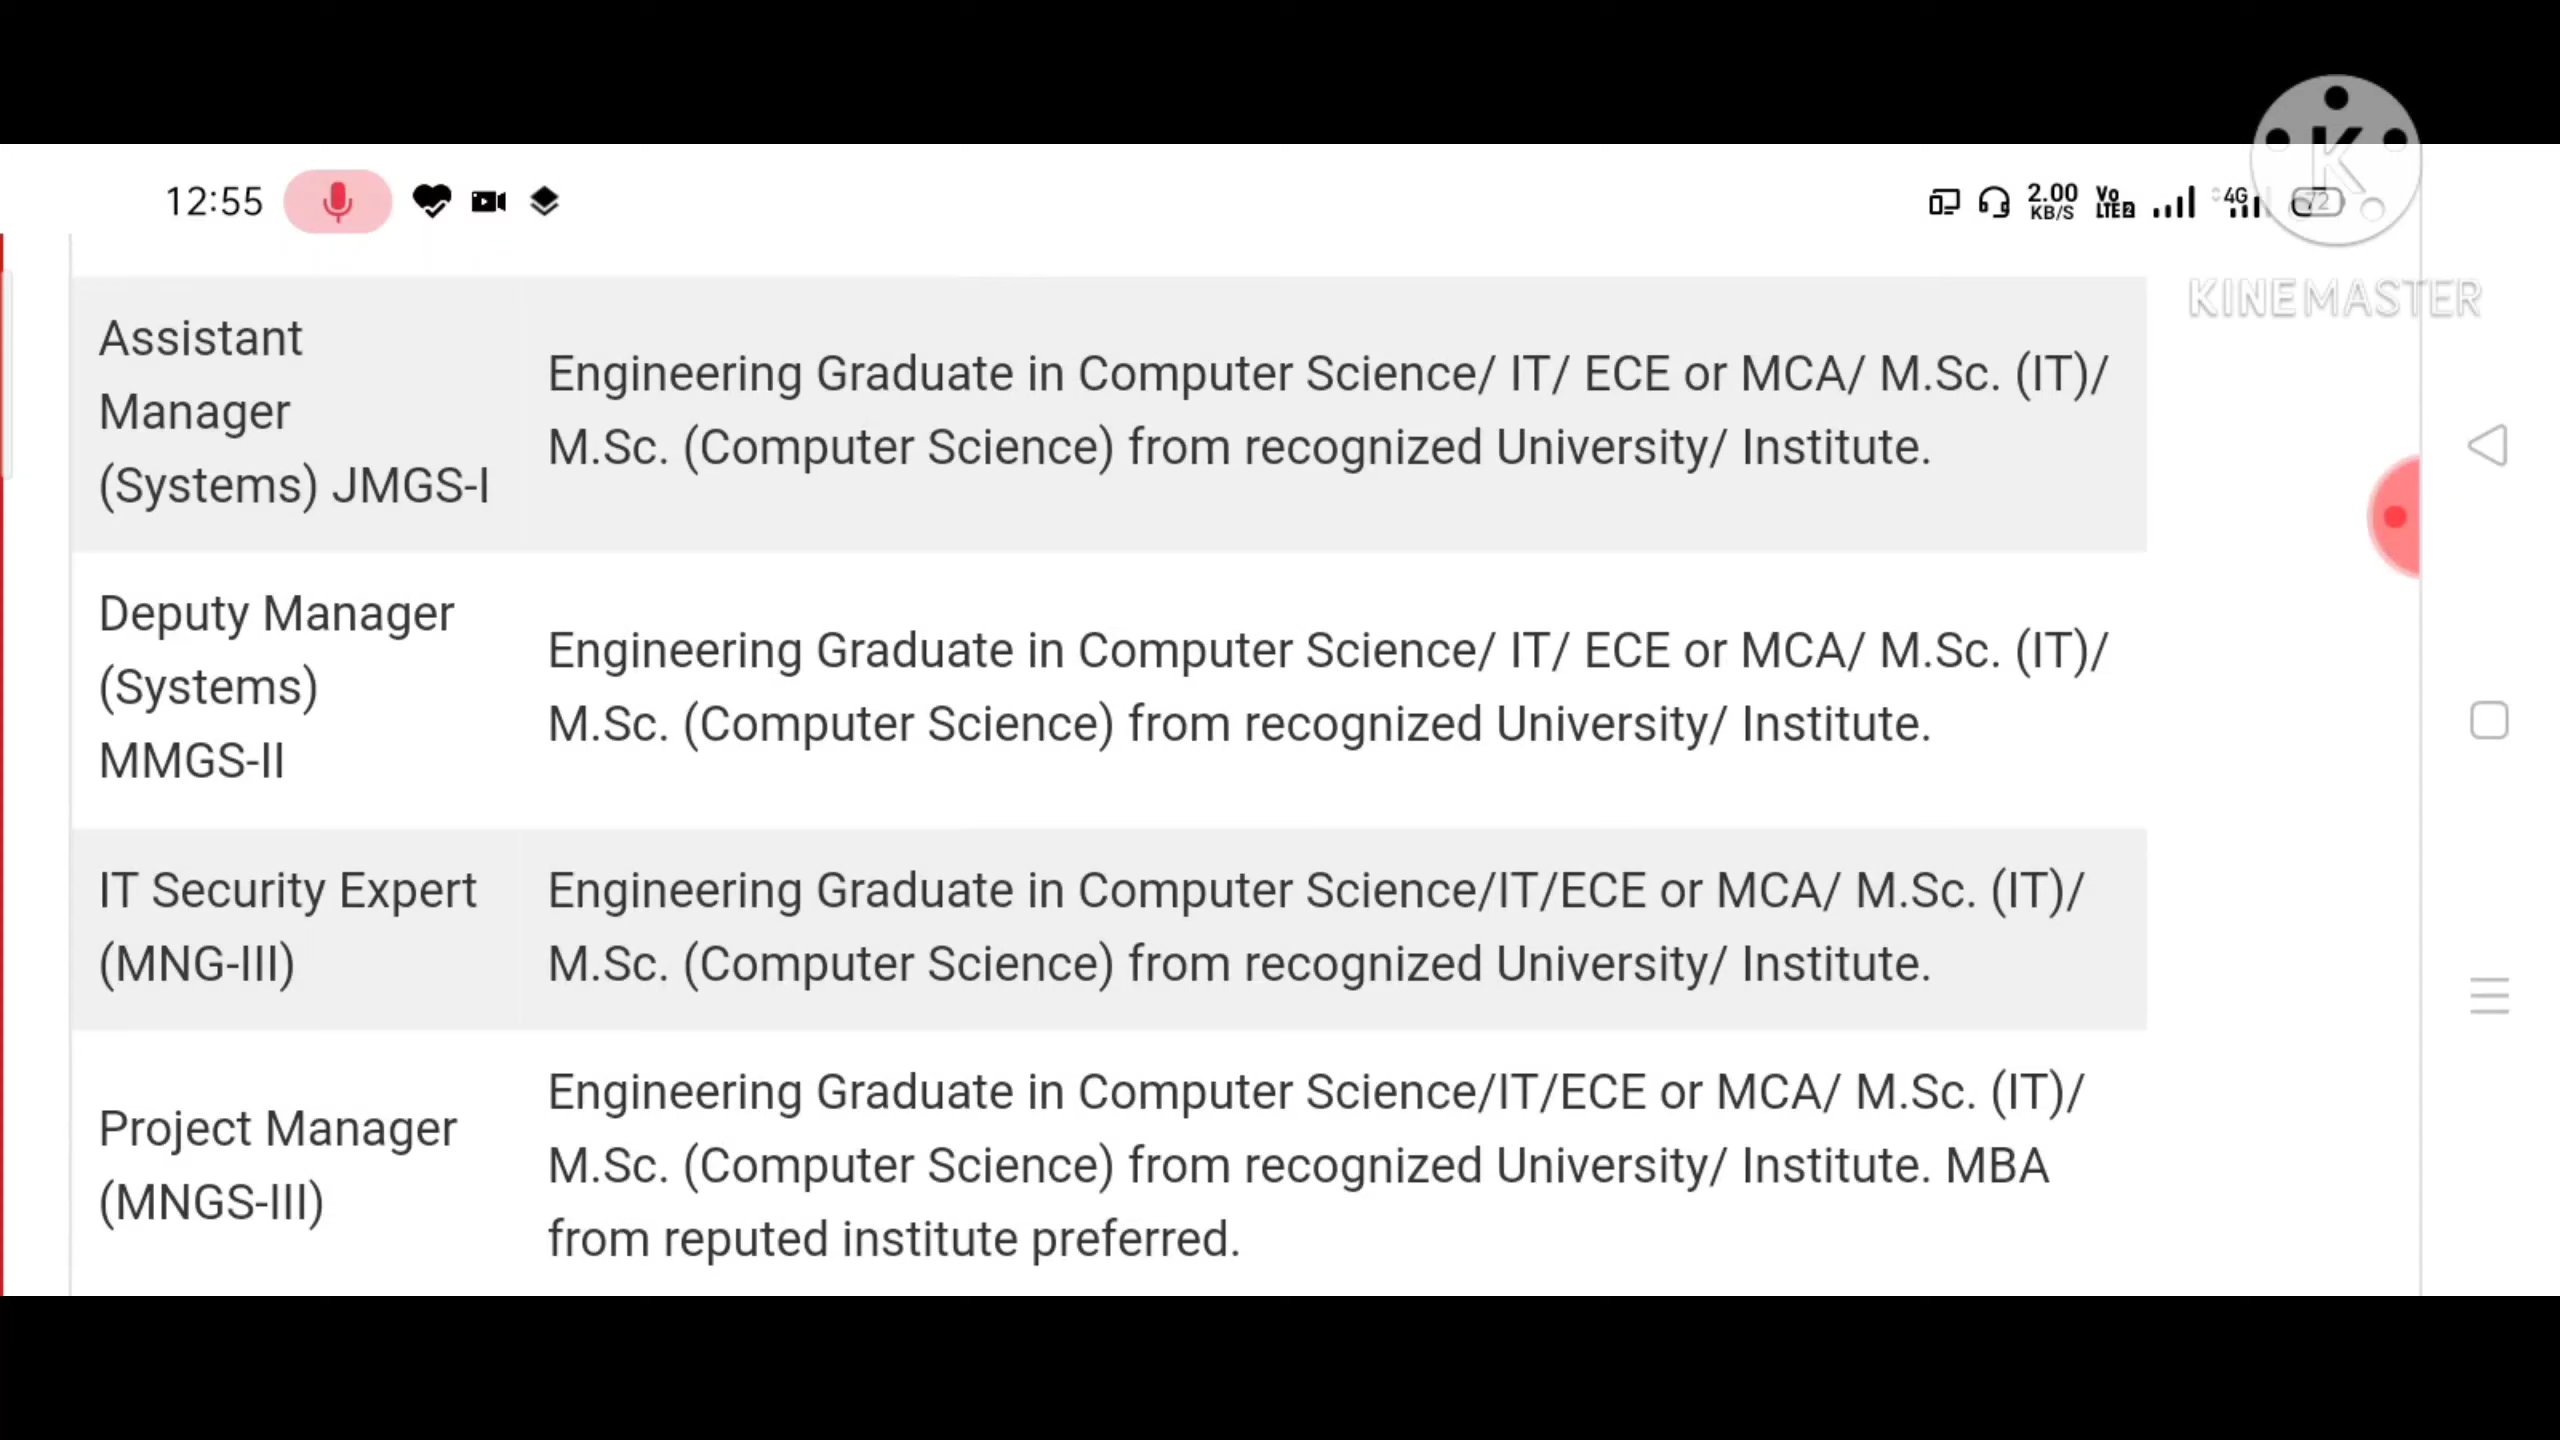 12:55
2.00
KB/S
Vo
LTE2
4G
72
K
KINEMASTER
Assistant
Manager
(Systems) JMGS-I
Engineering Graduate in Computer Science/ IT/ ECE or MCA/ M.Sc. (IT)/
M.Sc. (Computer Science) from recognized University/ Institute.
Deputy Manager
(Systems)
MMGS-II
Engineering Graduate in Computer Science/ IT/ ECE or MCA/ M.Sc. (IT)/
M.Sc. (Computer Science) from recognized University/ Institute.
IT Security Expert
(MNG-III)
Engineering Graduate in Computer Science/IT/ECE or MCA/ M.Sc. (IT)/
M.Sc. (Computer Science) from recognized University/ Institute.
Project Manager
(MNGS-III)
Engineering Graduate in Computer Science/IT/ECE or MCA/ M.Sc. (IT)/
M.Sc. (Computer Science) from recognized University/ Institute. MBA
from reputed institute preferred.